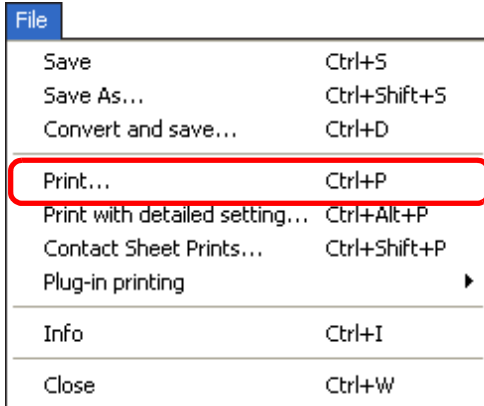 File
Save Ctrl+S
Save As... Ctrl+Shift+S
Convert and save... Ctrl+D
Print... Ctrl+P
Print with detailed setting... Ctrl+Alt+P
Contact Sheet Prints... Ctrl+Shift+P
Plug-in printing
Info Ctrl+I
Close Ctrl+W